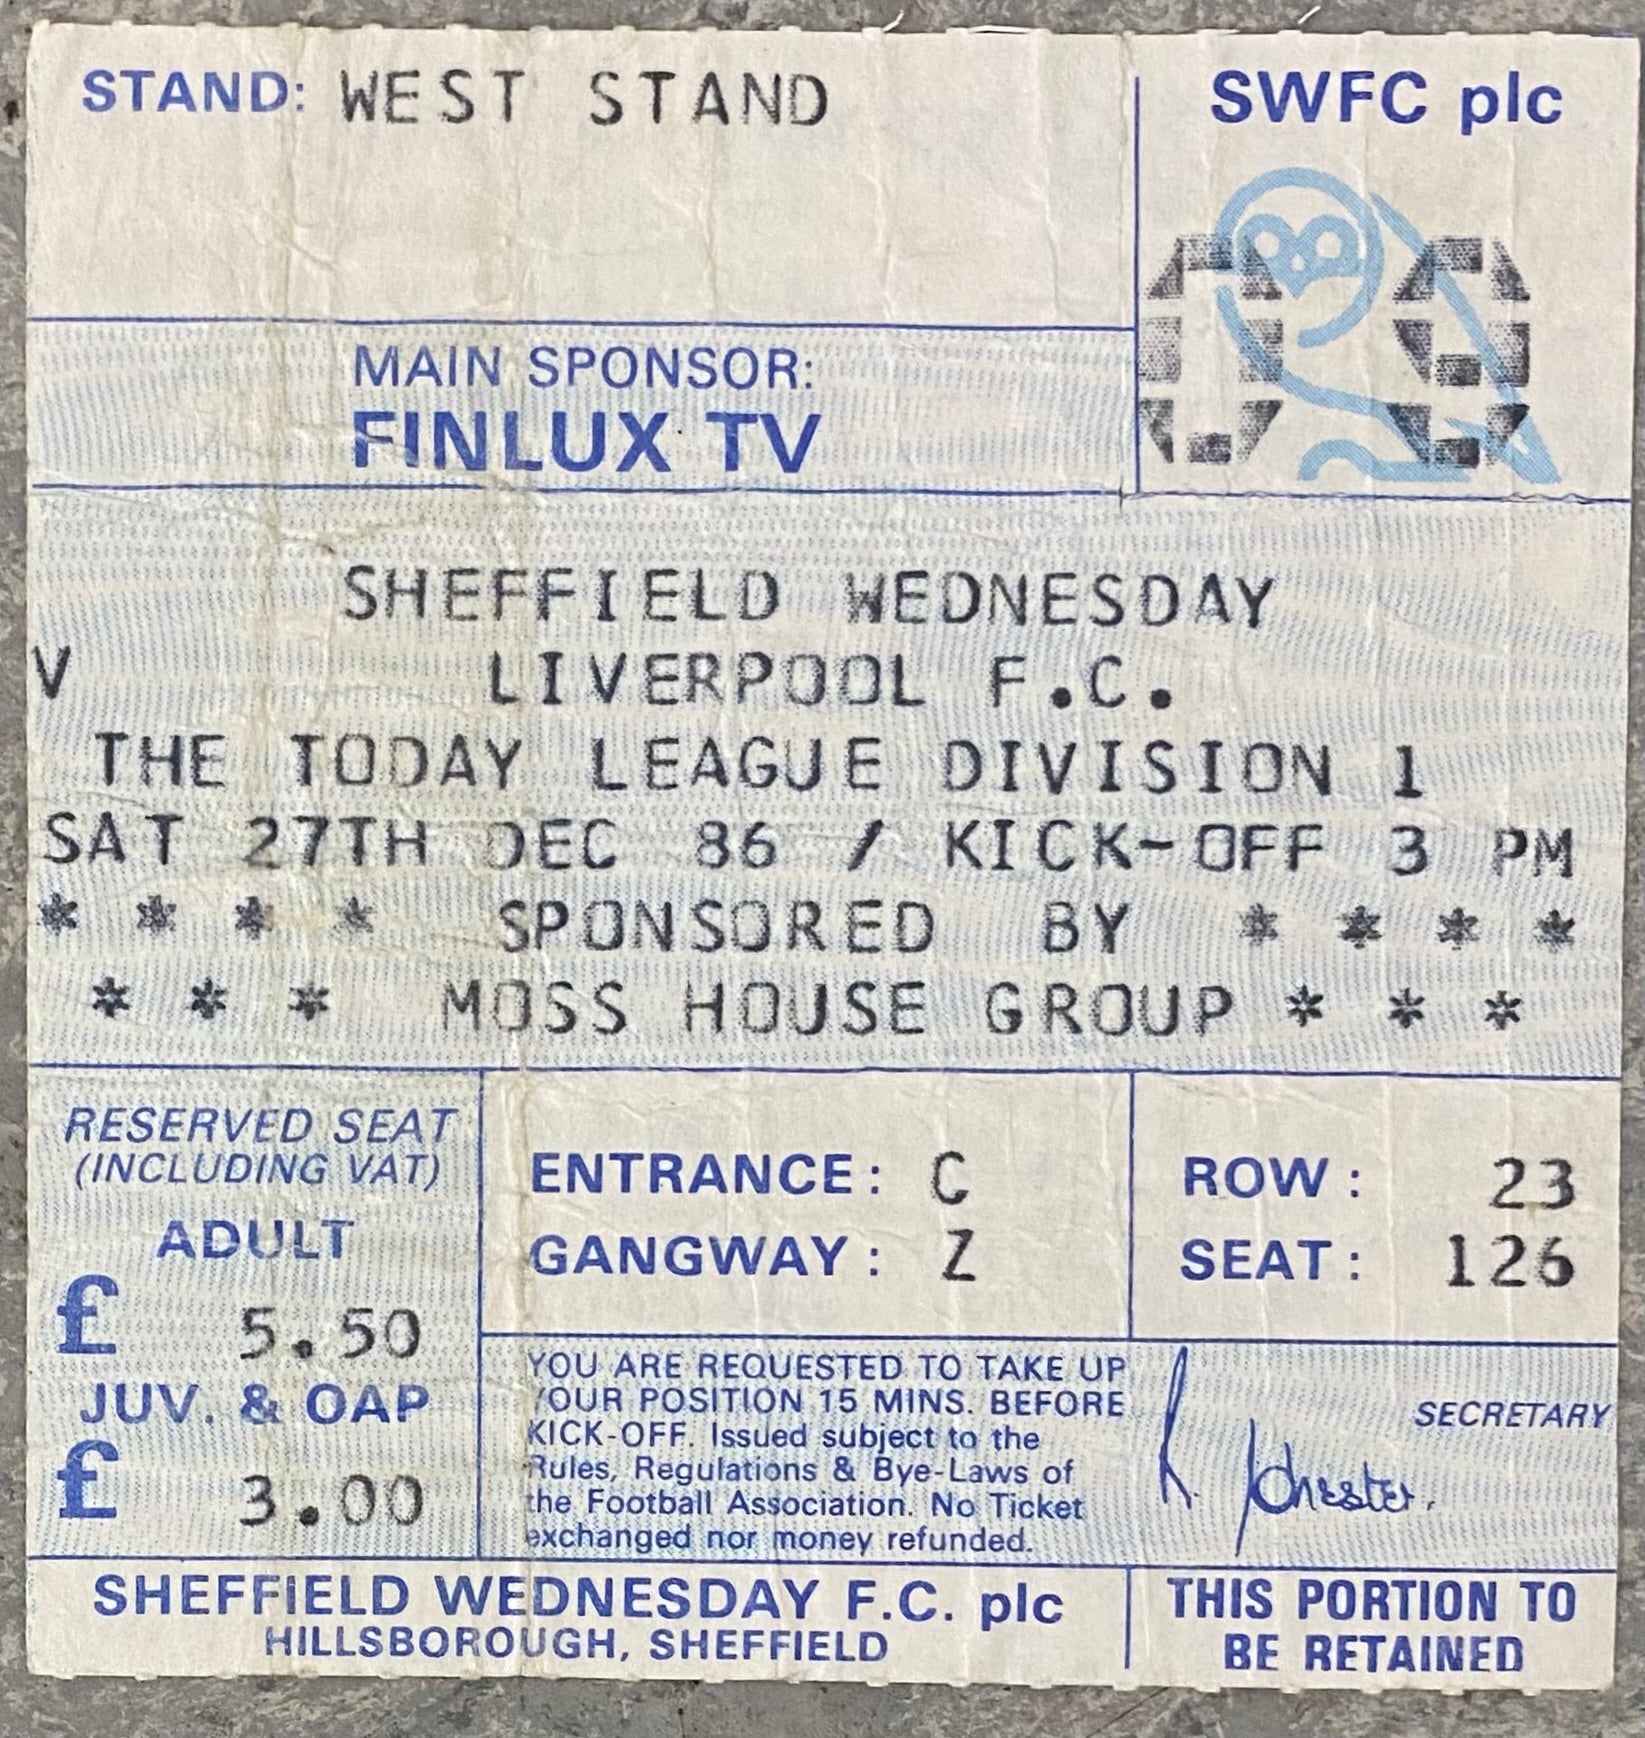 STAND: WEST STAND
SWFC plc
MAIN SPONSOR:
FINLUX TV
SHEFFIELD WEDNESDAY
V LIVERPOOL F.C.
THE TODAY LEAGUE DIVISION 1
SAT 27TH DEC 86 / KICK-OFF 3 PM
* * * * SPONSORED BY * * * *
* * * MOSS HOUSE GROUP * * *
RESERVED SEAT
(INCLUDING VAT)
ADULT
£ 5.50
JUV. & OAP
£ 3.00
ENTRANCE: C
GANGWAY: Z
ROW: 23
SEAT: 126
YOU ARE REQUESTED TO TAKE UP
YOUR POSITION 15 MINS. BEFORE
KICK-OFF. Issued subject to the
Rules, Regulations & Bye-Laws of
the Football Association. No Ticket
exchanged nor money refunded.
SECRETARY
SHEFFIELD WEDNESDAY F.C. plc
HILLSBOROUGH, SHEFFIELD
THIS PORTION TO
BE RETAINED